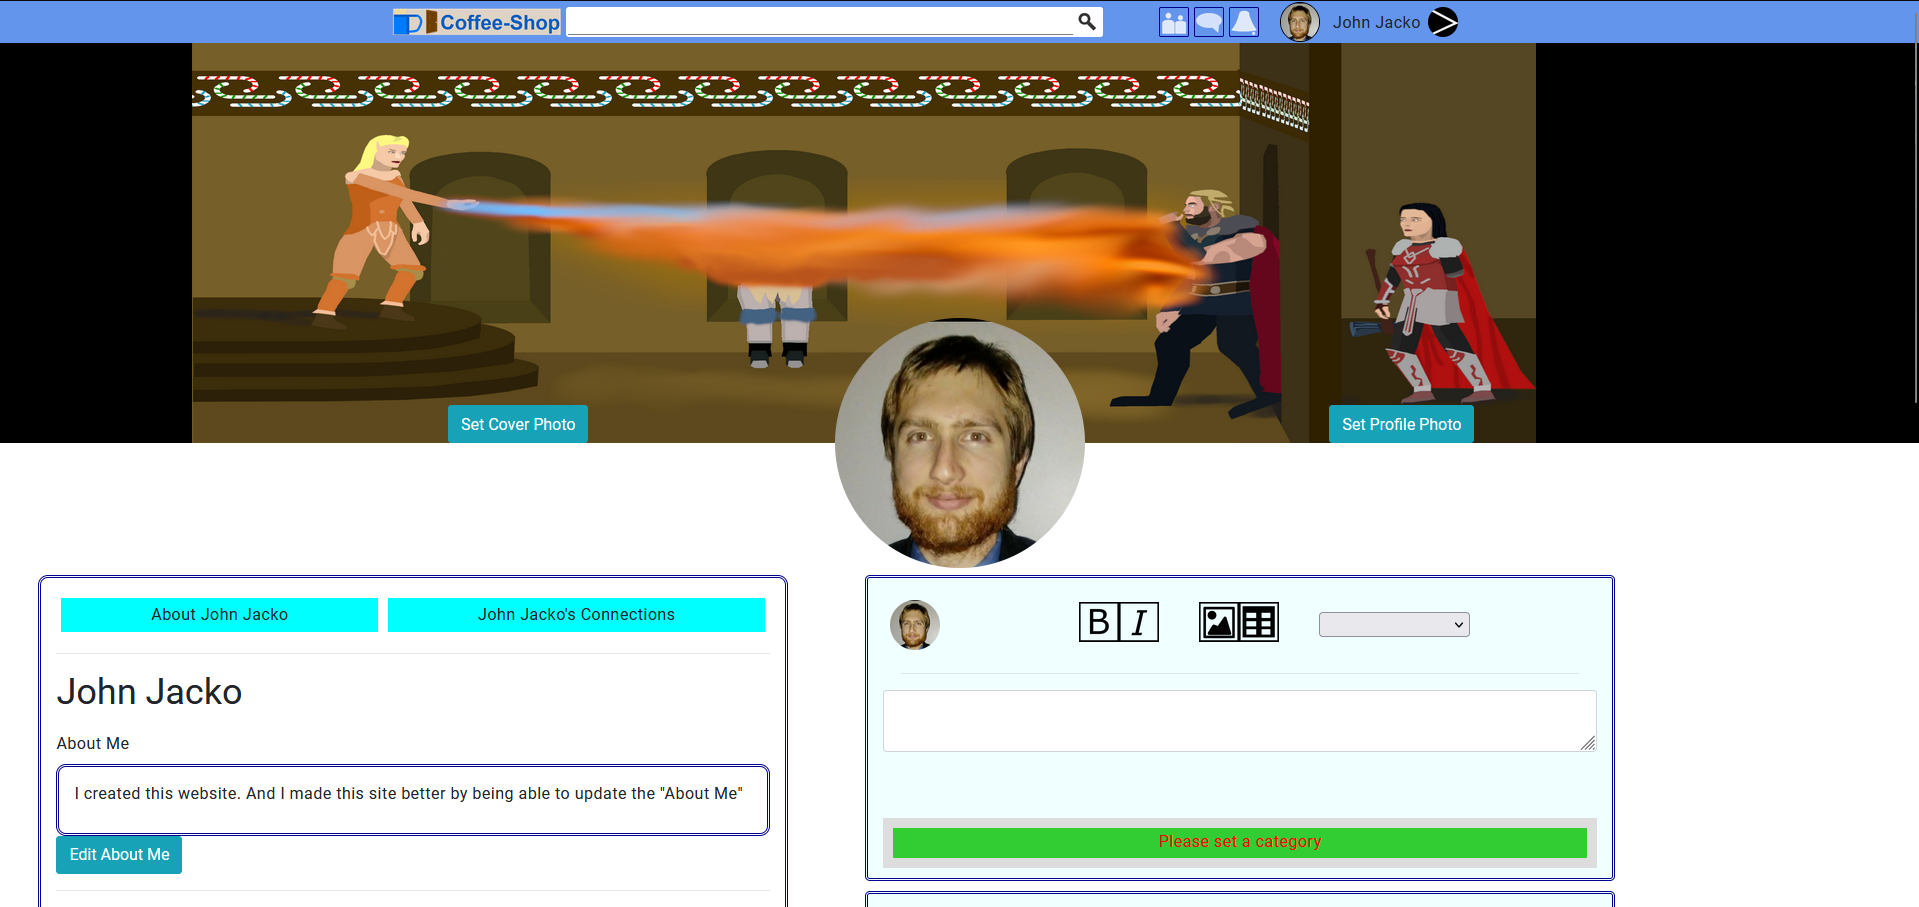 Coffee-Shop
John Jacko
Set Cover Photo
Set Profile Photo
About John Jacko
John Jacko's Connections
John Jacko
About Me
I created this website. And I made this site better by being able to update the "About Me"
Edit About Me
B I
Please set a category